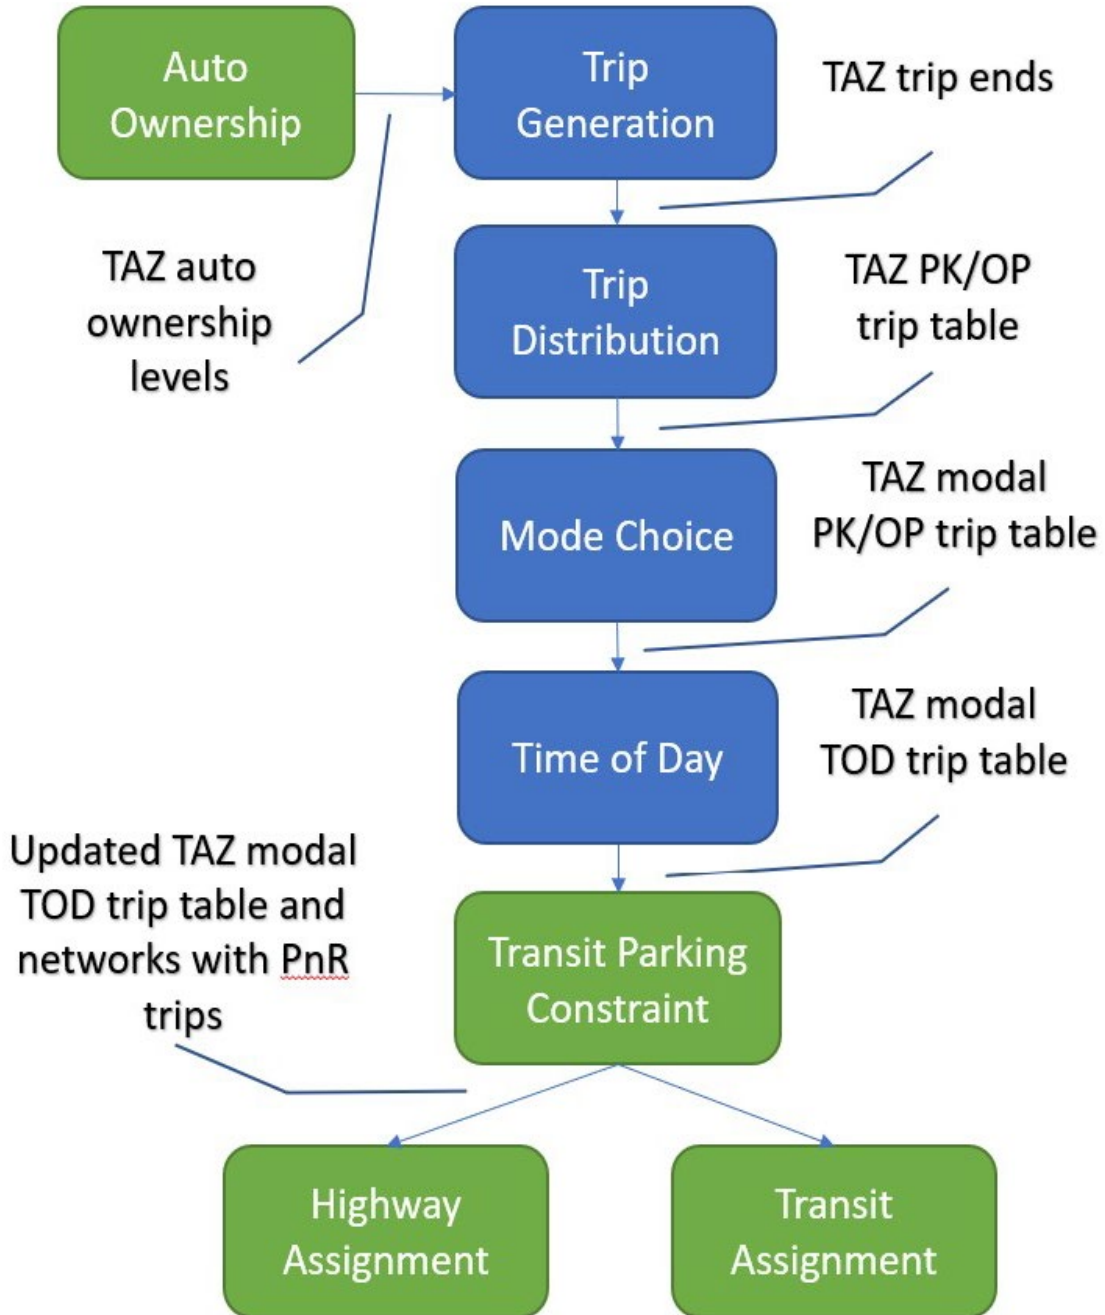 Auto
Ownership
Trip
Generation
TAZ trip ends
TAZ auto
ownership
levels
Trip
Distribution
TAZ PK/OP
trip table
Mode Choice
TAZ modal
PK/OP trip table
Time of Day
TAZ modal
TOD trip table
Updated TAZ modal
TOD trip table and
networks with PnR
trips
Transit Parking
Constraint
Highway
Assignment
Transit
Assignment